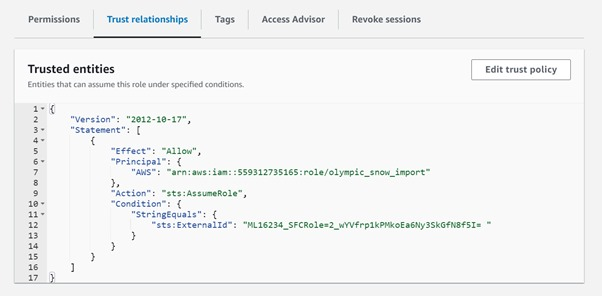 Permissions Trust relationships Tags Access Advisor Revoke sessions
Trusted entities
Edit trust policy
Entities that can assume this role under specified conditions.
1 {
2 "Version": "2012-10-17",
3 "Statement": [
4 {
5 "Effect": "Allow",
6 "Principal": {
7 "AWS": "arn:aws:iam::559312735165:role/olympic_snow_import"
8 },
9 "Action": "sts:AssumeRole",
10 "Condition": {
11 "StringEquals": {
12 "sts:ExternalId": "ML16234_SFCRole=2_wYVfrp1kPMkoEa6Ny3SkGfN8f5I= "
13 }
14 }
15 }
16 ]
17 }